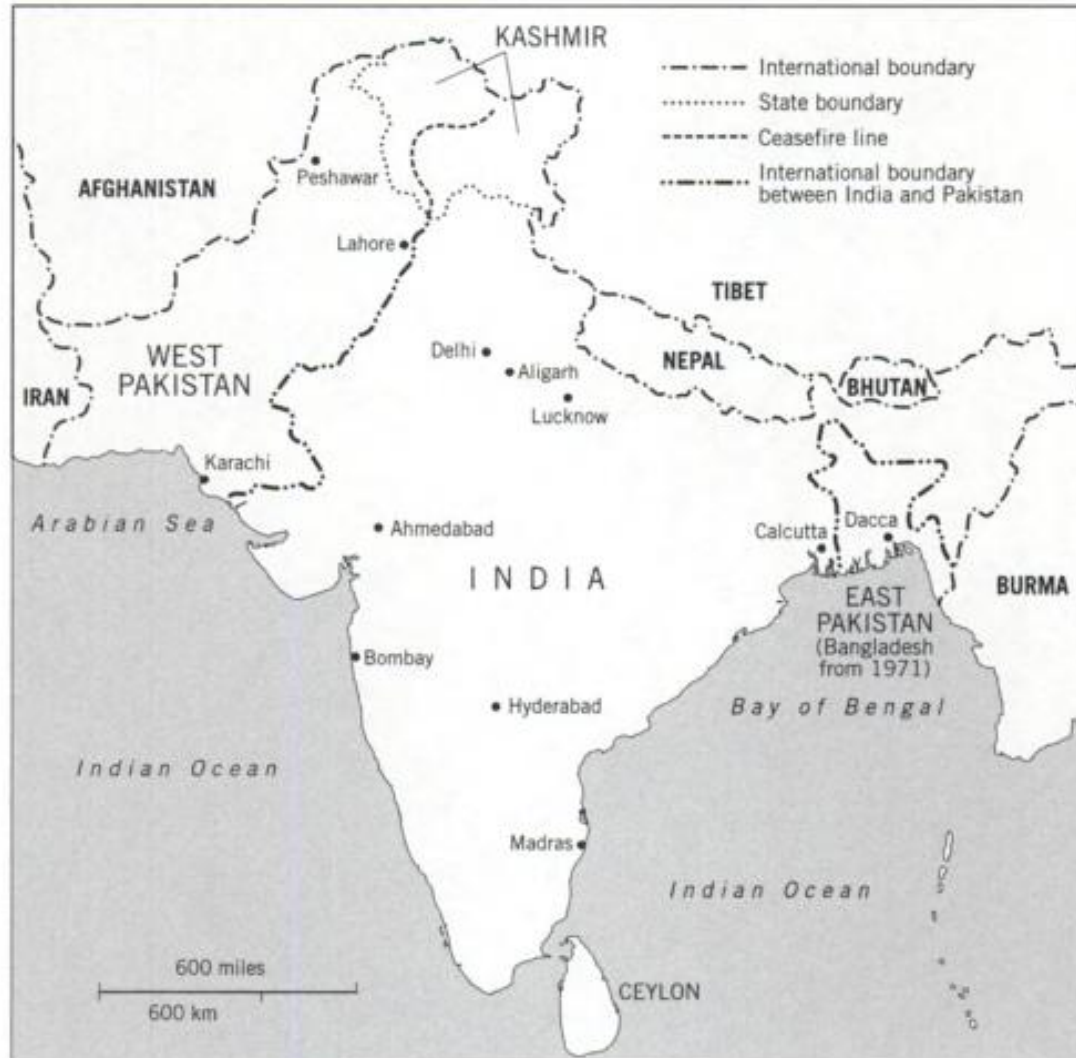 KASHMIR
International boundary
State boundary
Ceasefire line
International boundary
between India and Pakistan
AFGHANISTAN
Peshawar
Lahore
TIBET
WEST
PAKISTAN
Delhi
Aligarh
NEPAL
BHUTAN
IRAN
Lucknow
Karachi
Arabian Sea
Ahmedabad
Calcutta
Dacca
INDIA
BURMA
EAST
PAKISTAN
(Bangladesh
from 1971)
Bombay
Hyderabad
Bay of Bengal
Indian Ocean
Madras
Indian Ocean
600 miles
600 km
CEYLON